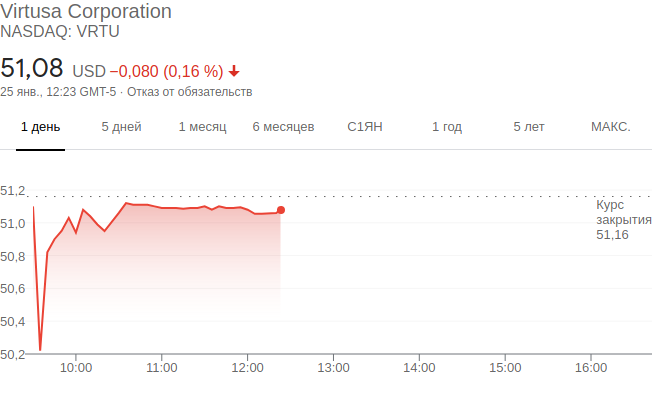 Virtusa Corporation
NASDAQ: VRTU
51,08 USD −0,080 (0,16 %)
25 янв., 12:23 GMT-5 · Отказ от обязательств
1 день 5 дней 1 месяц 6 месяцев С1ЯН 1 год 5 лет МАКС.
51,2
Курс
закрытия
51,16
51,0
50,8
50,6
50,4
50,2
10:00 11:00 12:00 13:00 14:00 15:00 16:00